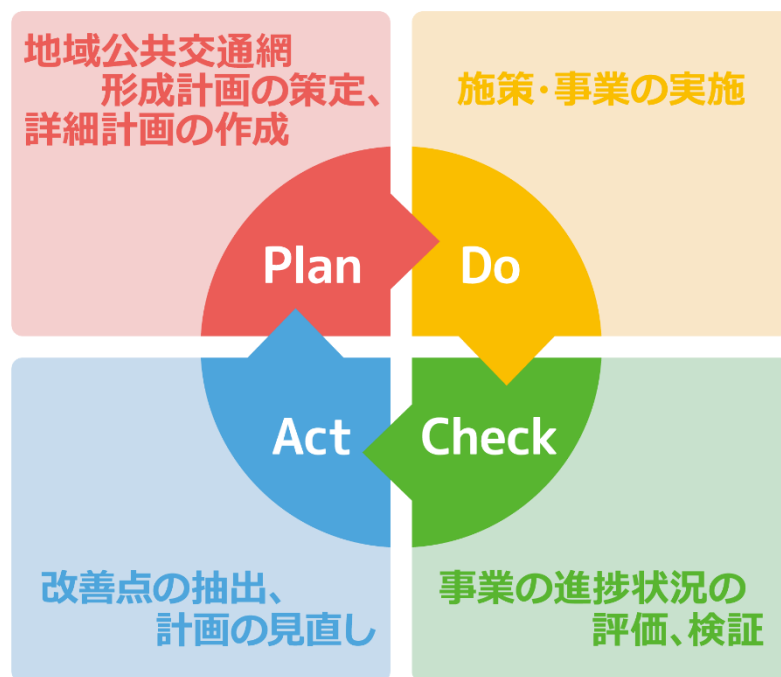 地域公共交通網
形成計画の策定、
詳細計画の作成
施策・事業の実施
Plan
Do
Act
Check
改善点の抽出、
計画の見直し
事業の進捗状況の
評価、検証